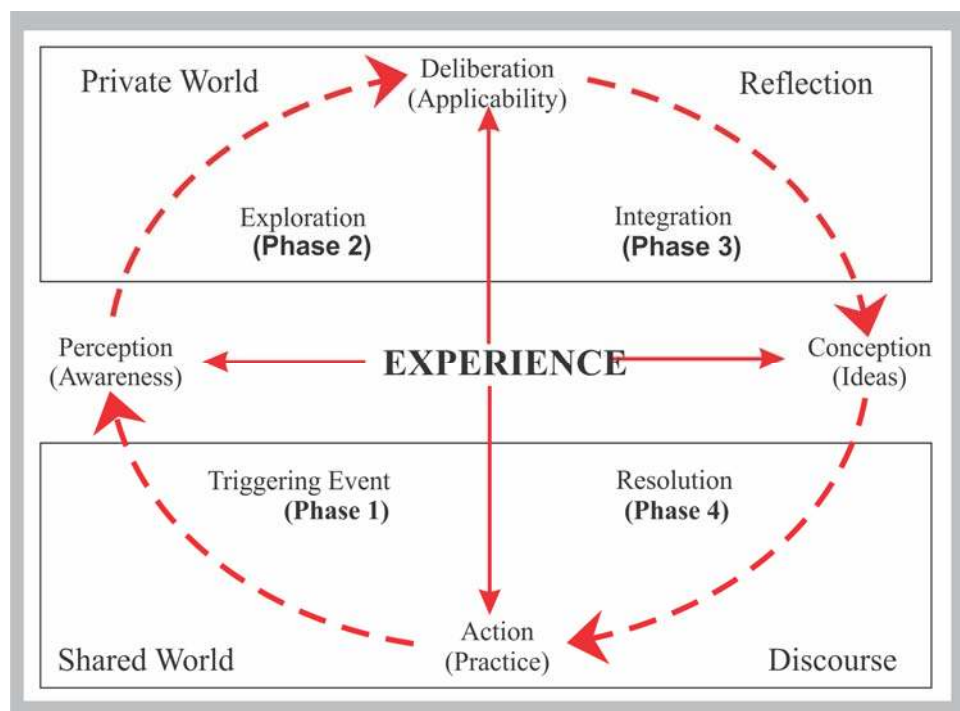 Private World
Deliberation
(Applicability)
Reflection
Exploration
(Phase 2)
Integration
(Phase 3)
Perception
(Awareness)
EXPERIENCE
Conception
(Ideas)
Triggering Event
(Phase 1)
Resolution
(Phase 4)
Shared World
Action
(Practice)
Discourse